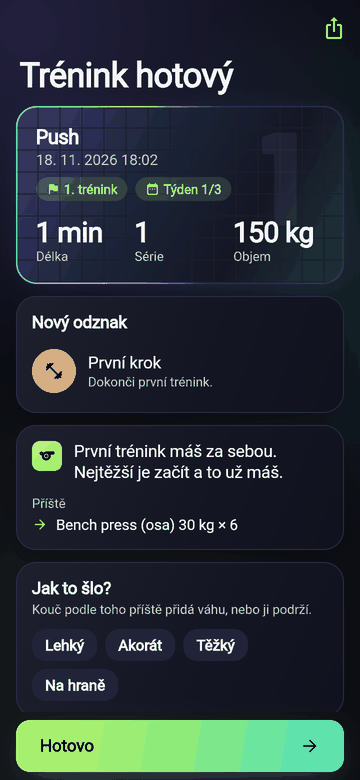 Trénink hotový
Push
18. 11. 2026 18:02
1. trénink
Týden 1/3
1
1 min
1
150 kg
Délka
Série
Objem
Nový odznak
První krok
Dokonči první trénink.
První trénink máš za sebou.
Nejtěžší je začít a to už máš.
Příště
→ Bench press (osa) 30 kg × 6
Jak to šlo?
Kouč podle toho příště přidá váhu, nebo ji podrží.
Lehký
Akorát
Těžký
Na hraně
Hotovo →